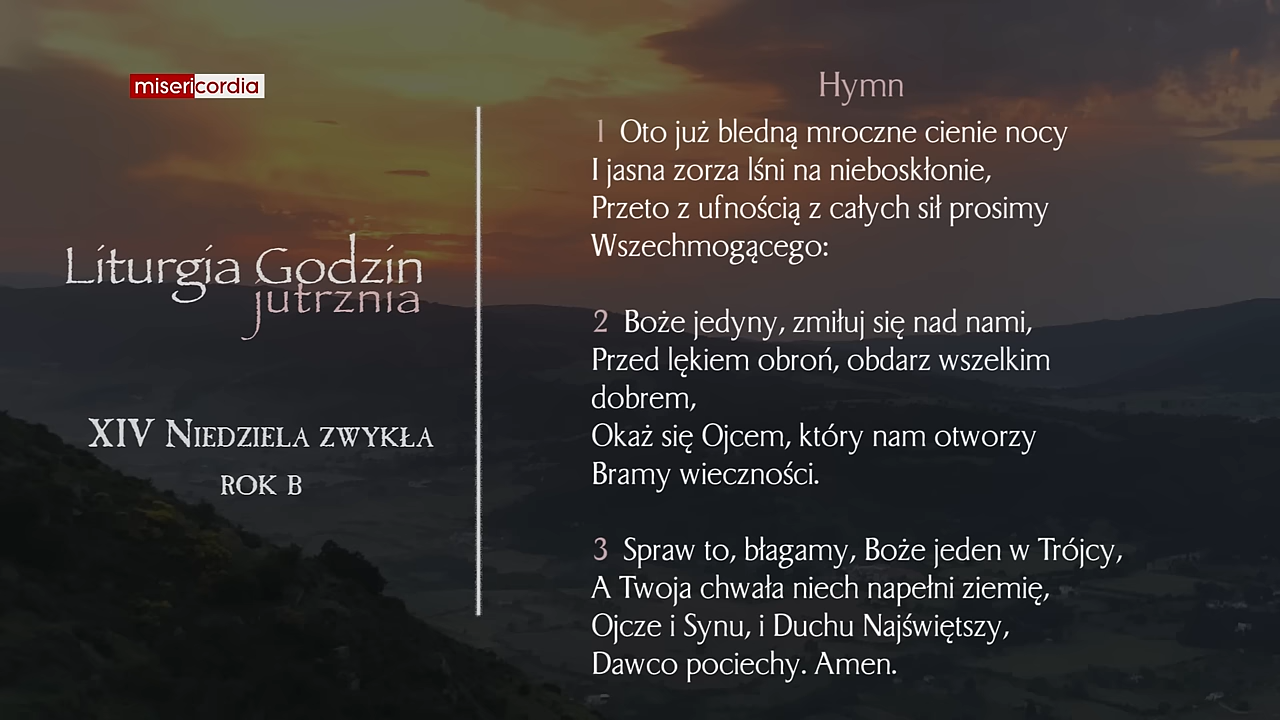 misericordia
Liturgia Godzin
jutrznia
XIV Niedziela zwykła
rok B
Hymn
1 Oto już bledną mroczne cienie nocy
I jasna zorza lśni na nieboskłonie,
Przeto z ufnością z całych sił prosimy
Wszechmogącego:
2 Boże jedyny, zmiłuj się nad nami,
Przed lękiem obroń, obdarz wszelkim
dobrem,
Okaż się Ojcem, który nam otworzy
Bramy wieczności.
3 Spraw to, błagamy, Boże jeden w Trójcy,
A Twoja chwała niech napełni ziemię,
Ojcze i Synu, i Duchu Najświętszy,
Dawco pociechy. Amen.